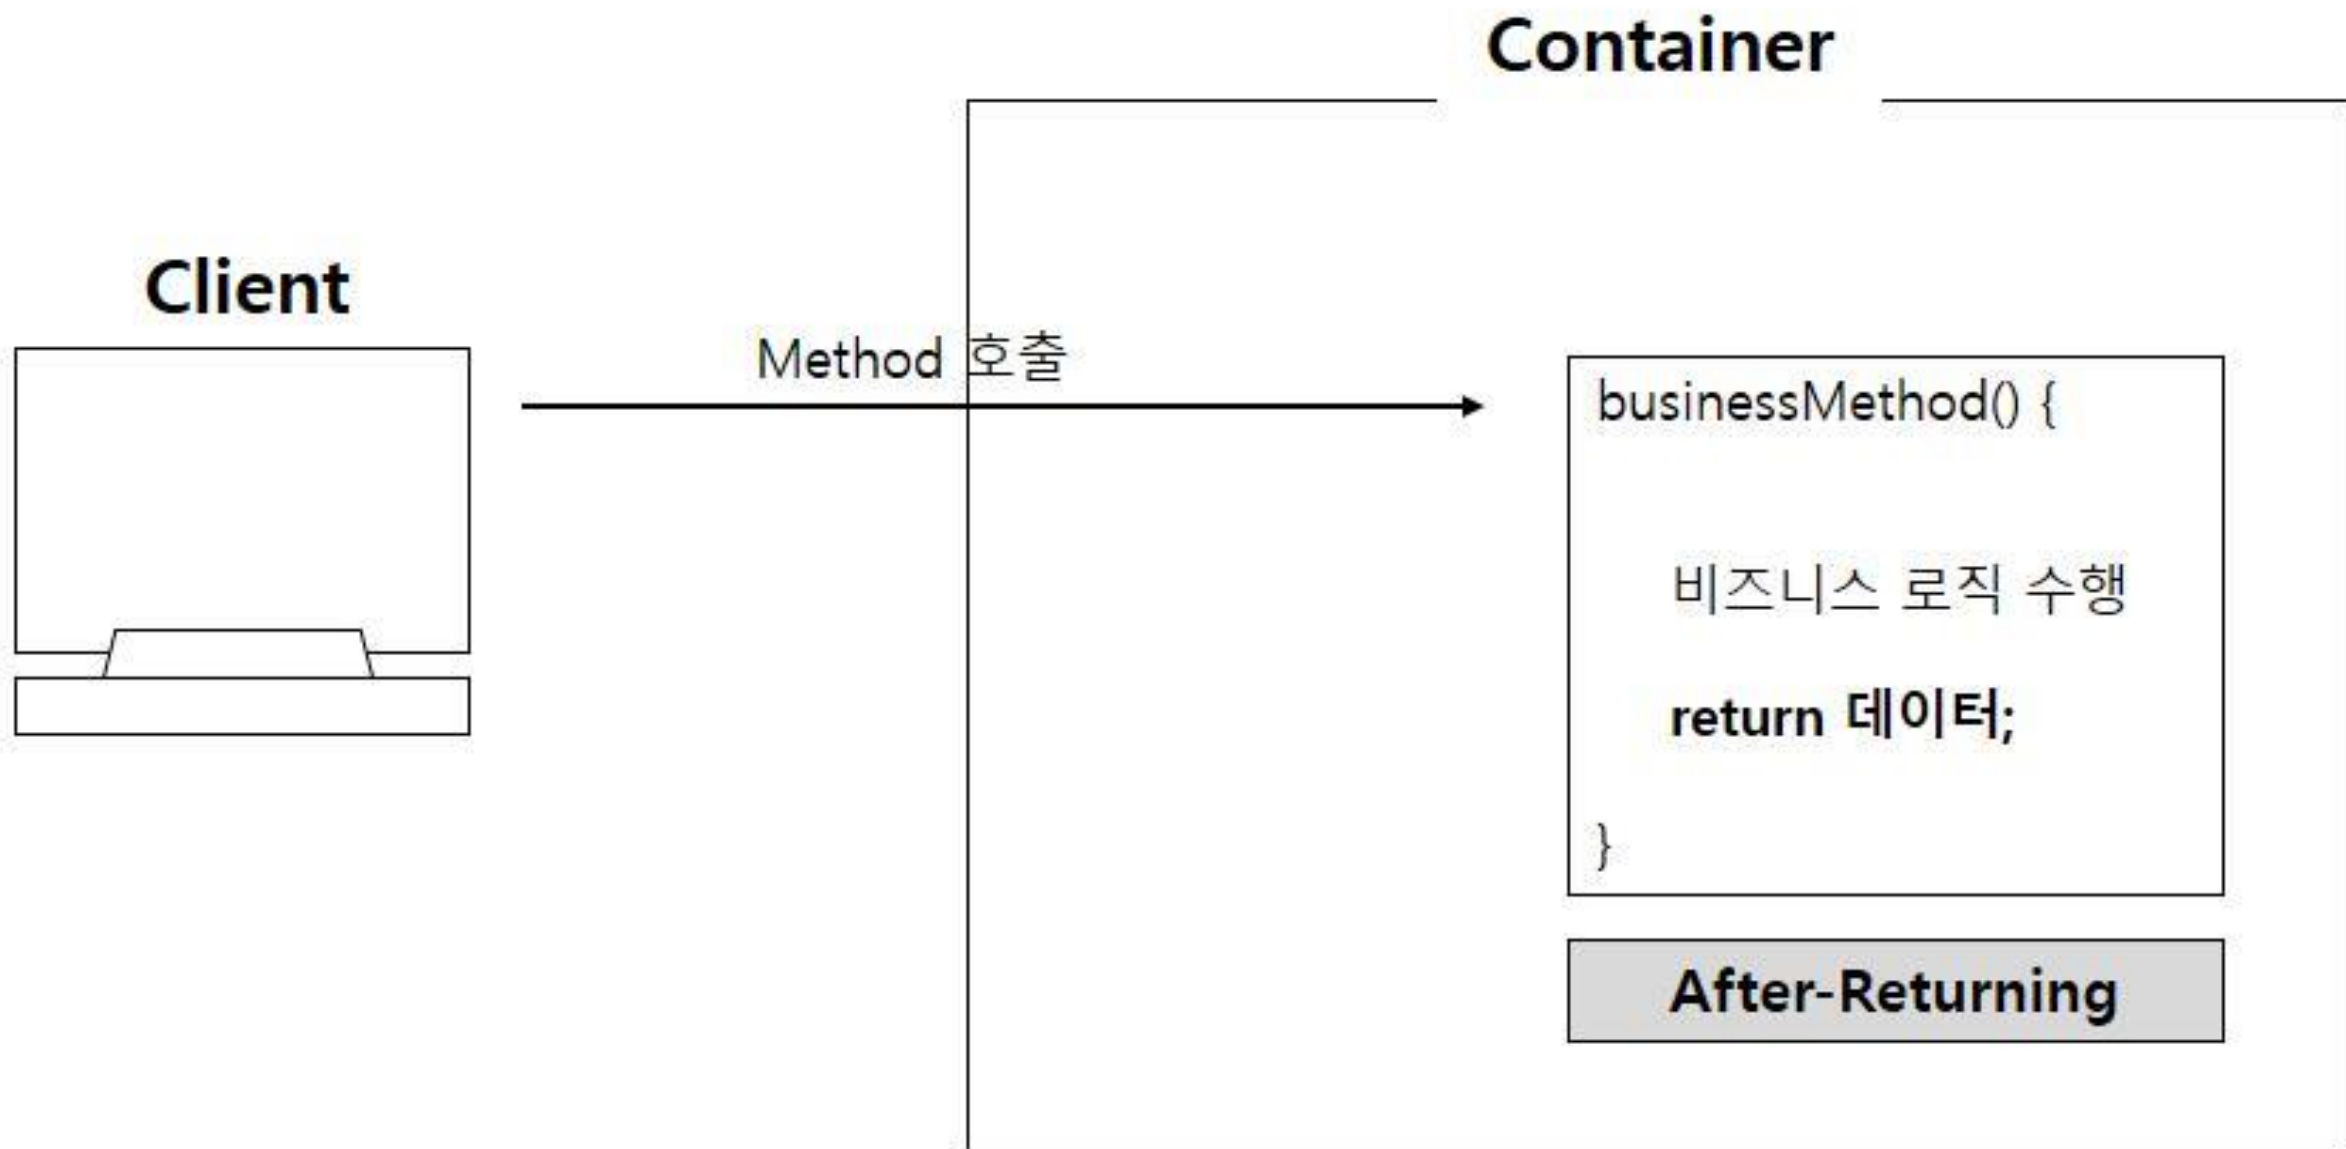 Container
Client
Method 호출
businessMethod() {
비즈니스 로직 수행
return 데이터;
}
After-Returning